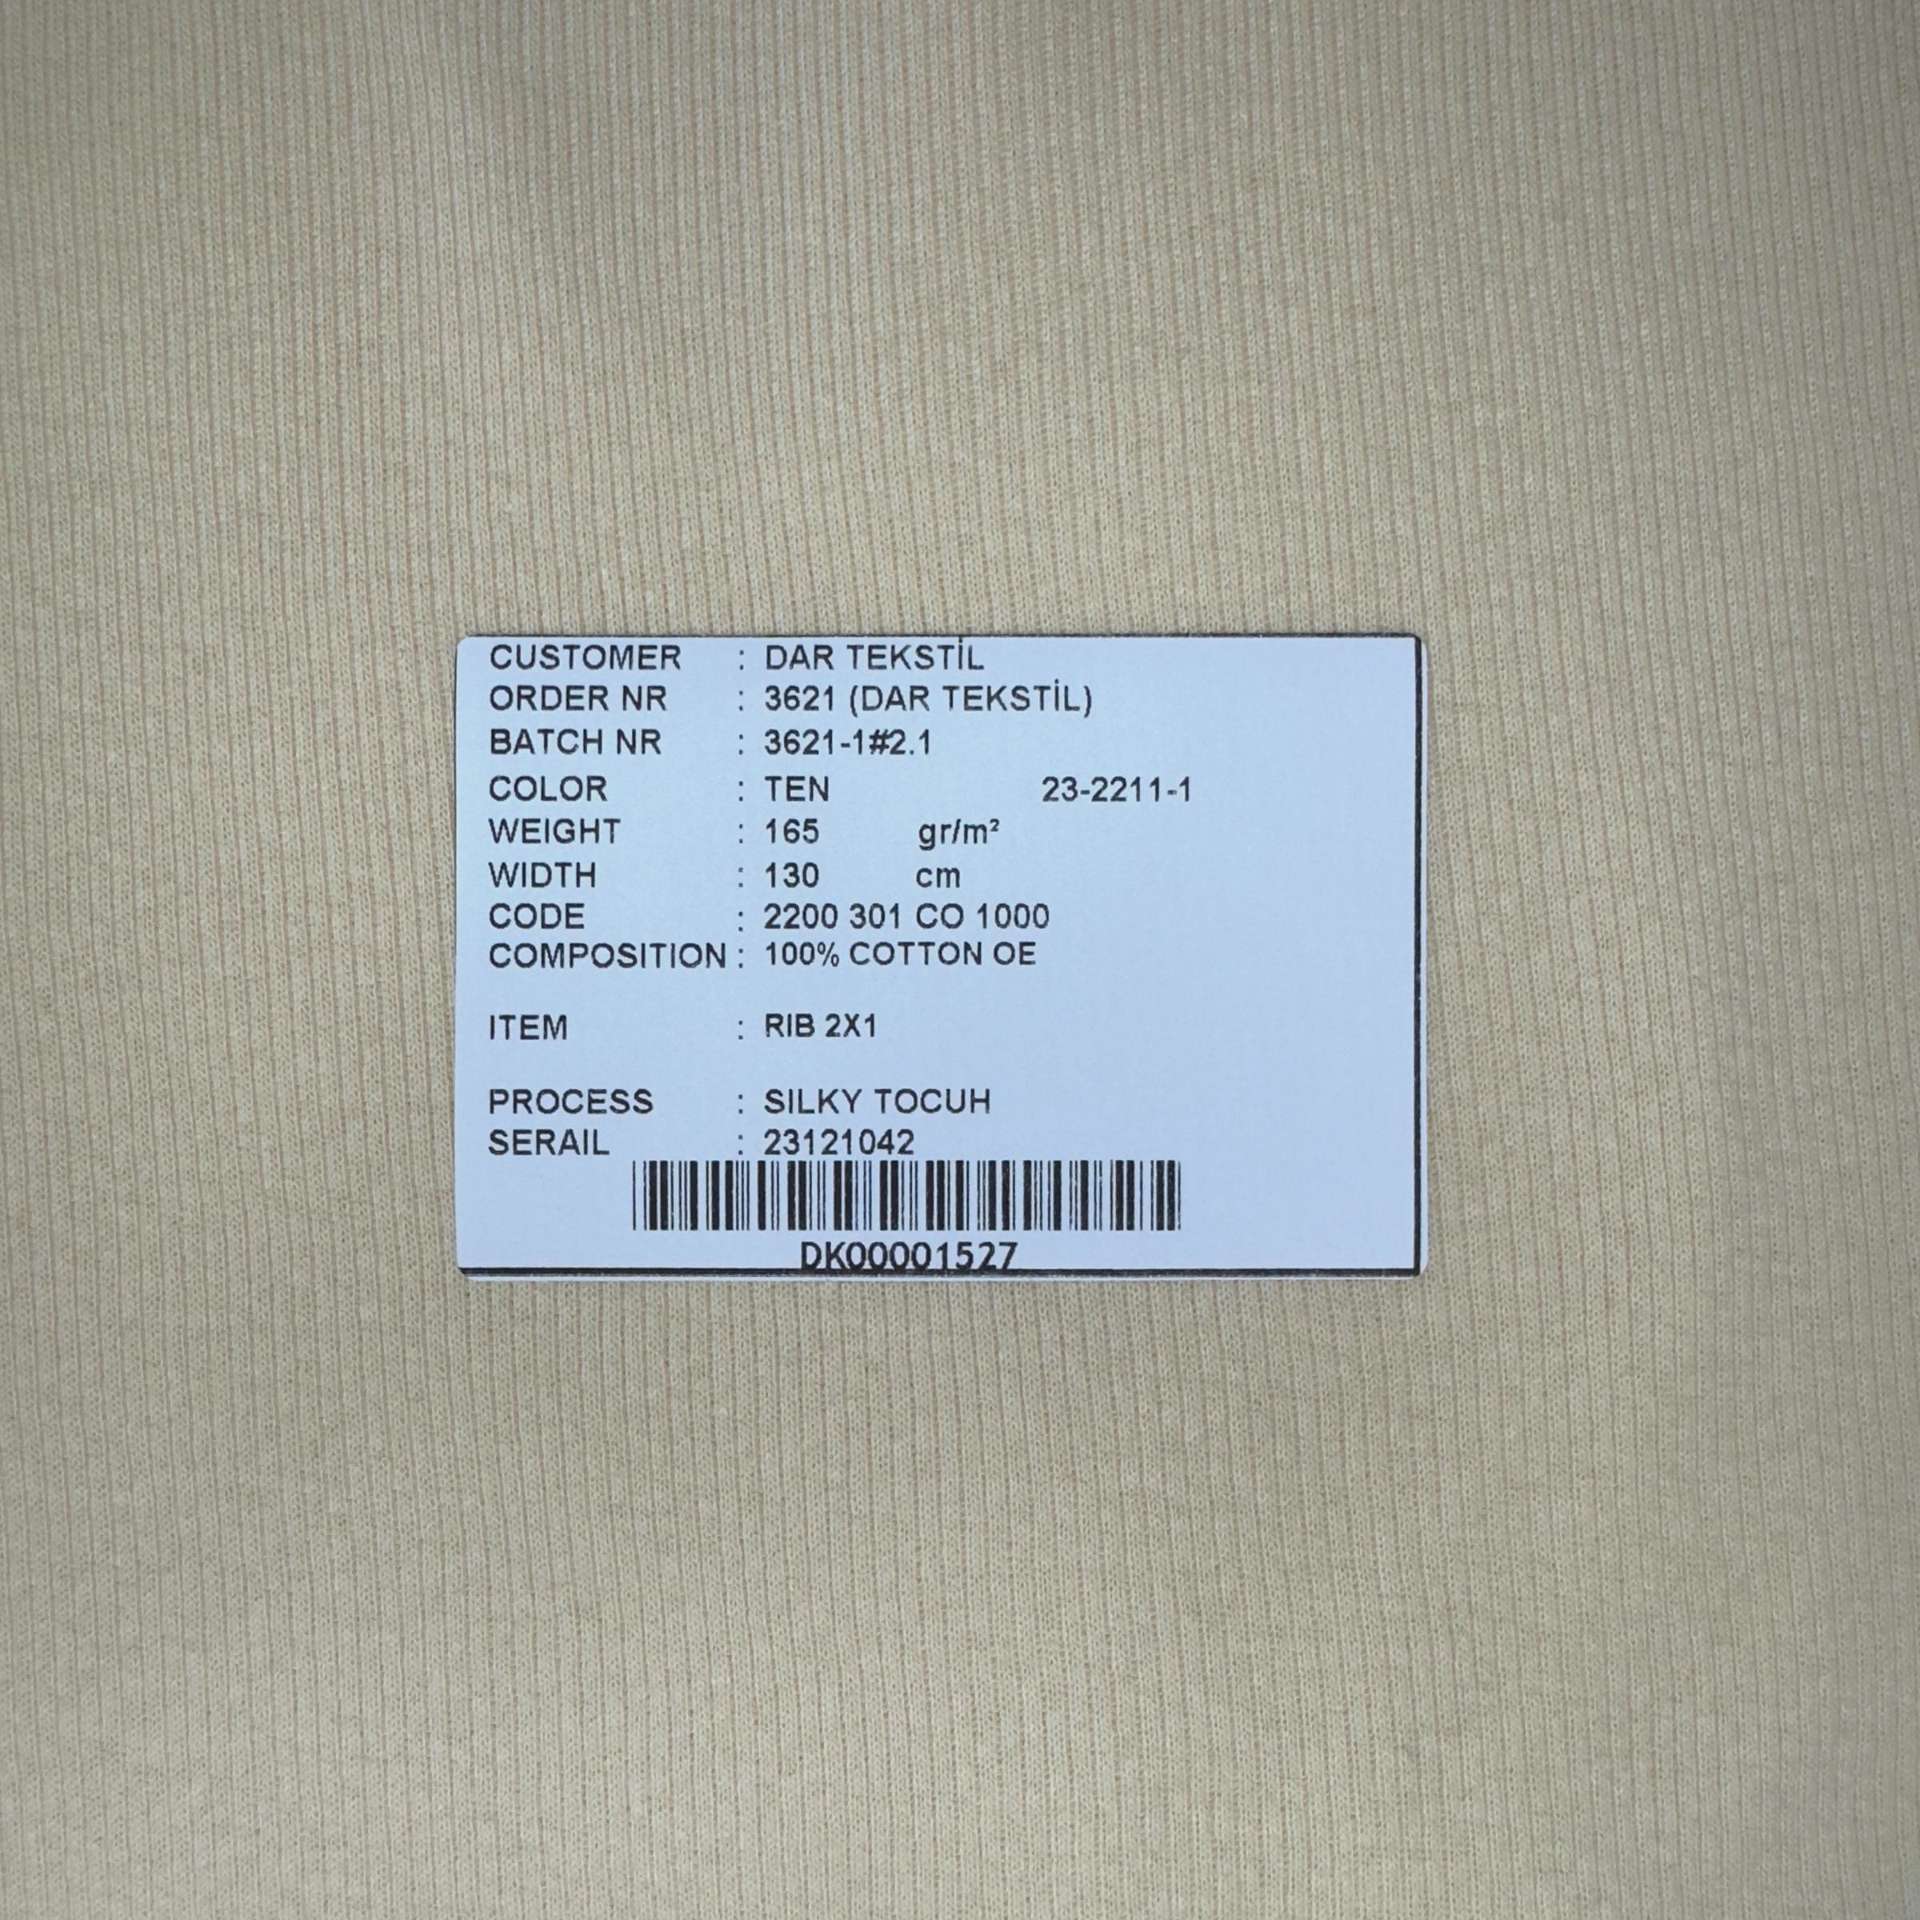 CUSTOMER : DAR TEKSTİL
ORDER NR : 3621 (DAR TEKSTİL)
BATCH NR : 3621-1#2.1
COLOR : TEN 23-2211-1
WEIGHT : 165 gr/m²
WIDTH : 130 cm
CODE : 2200 301 CO 1000
COMPOSITION : 100% COTTON OE
ITEM : RIB 2X1
PROCESS : SILKY TOCUH
SERAIL : 23121042
DK00001527